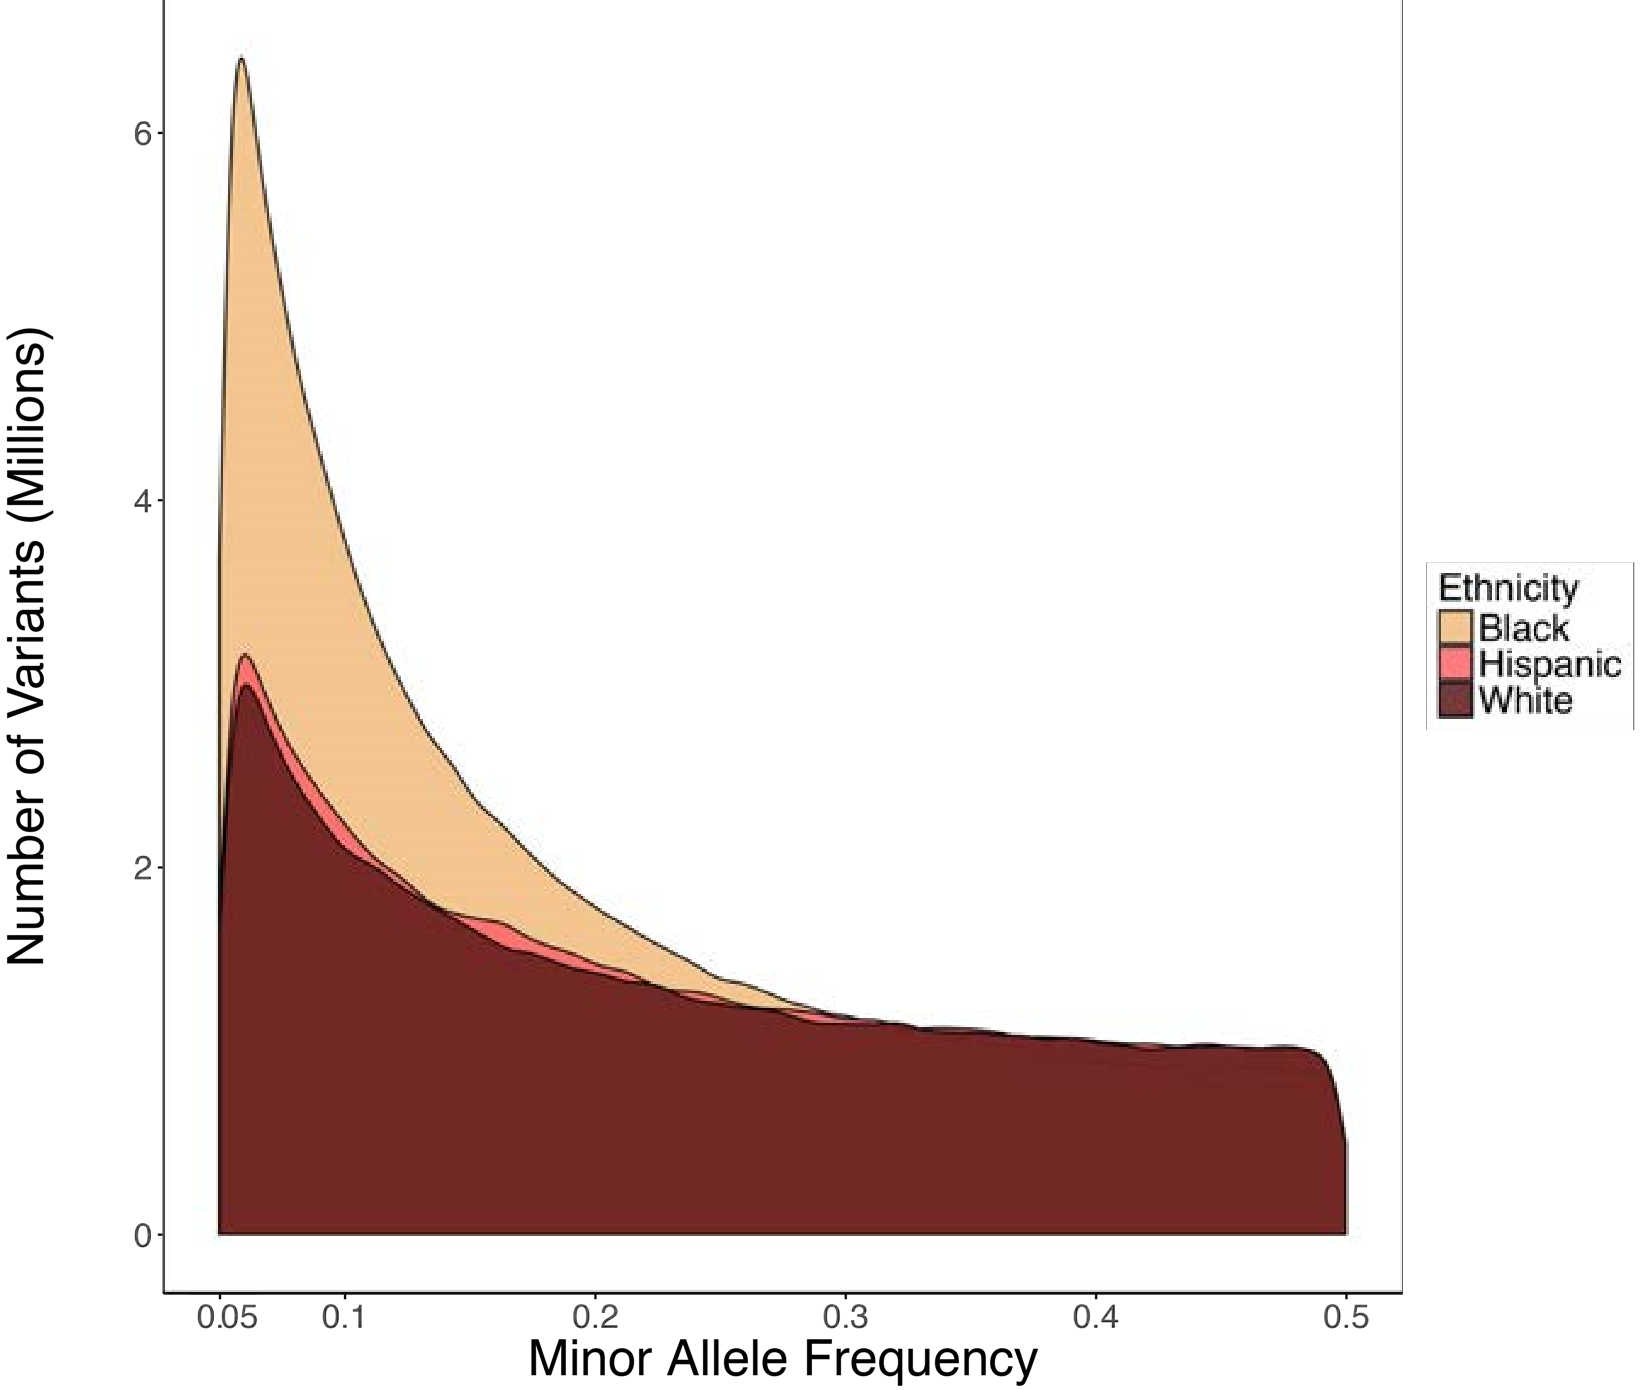 Number of Variants (Millions)
6
4
2
0
0.05 0.1 0.2 0.3 0.4 0.5
Minor Allele Frequency
Ethnicity
Black
Hispanic
White